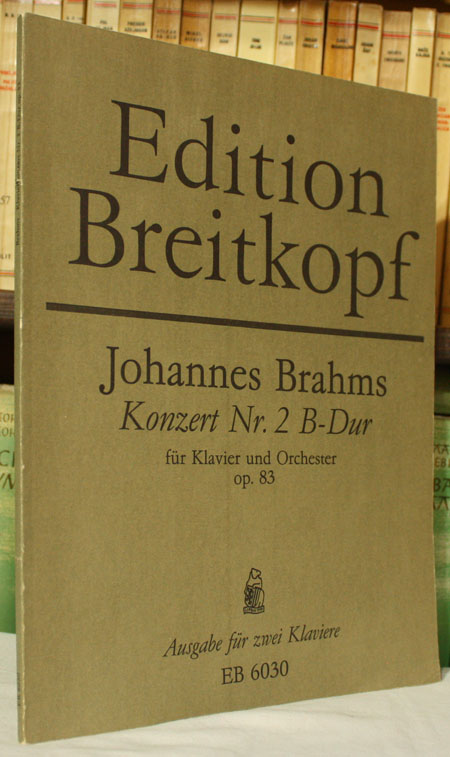 Edition
Breitkopf
Johannes Brahms
Konzert Nr. 2 B-Dur
für Klavier und Orchester
op. 83
Ausgabe für zwei Klaviere
EB 6030